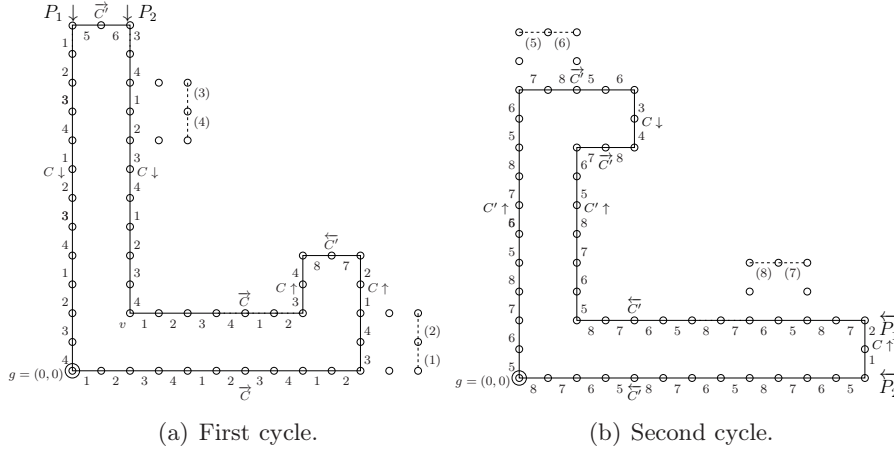 P₁ ↓ C⃗' ↓ P₂
5 6
1 3
2 4
3 1 (3)
4 2 (4)
1 3
C ↓ C ↓
2 4
3 1
4 2 C⃖'
8 7
1 3 4 2
C ↑ C ↑
2 4 3 1
v 1 2 3 C⃗ 4 1 2
3 4 (2)
4 3 (1)
g = (0,0)
1 2 3 4 1 2 3 4 1 2
C⃗
(a) First cycle.
(5) (6)
C⃗'
7 8 5 6
6 3
C ↓
5 4
C⃗'
7 8
8 6
7 5
C' ↑ C' ↑
6 8
5 7 (8) (7)
8 6
7 5 C⃖'
8 7 6 5 8 7 6 5 8 7
2 P₁
6 C ↑
5 1
g = (0,0) P₂
8 7 6 5 8 7 6 5 8 7 6 5
C⃖'
(b) Second cycle.